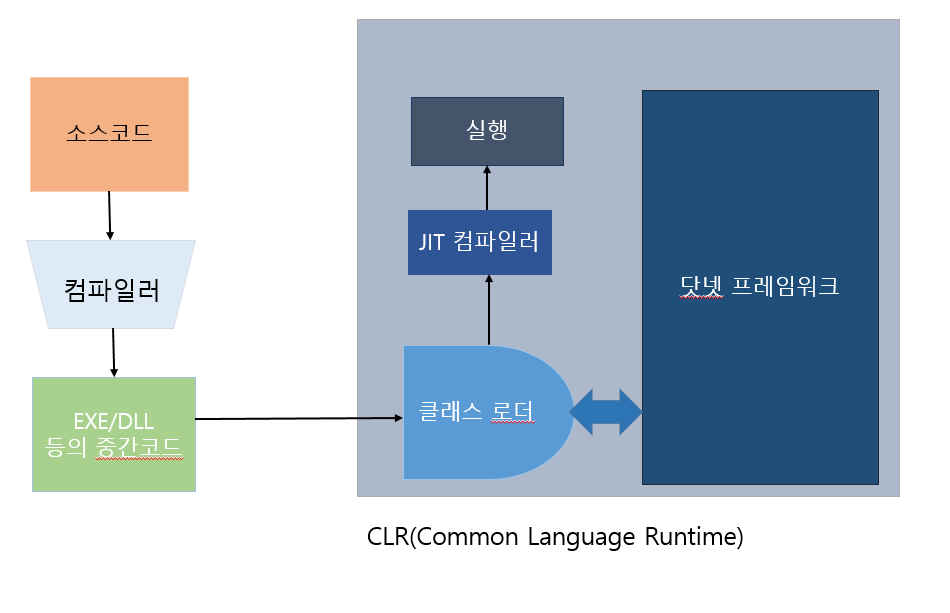 소스코드
컴파일러
EXE/DLL
등의 중간코드
실행
JIT 컴파일러
클래스 로더
닷넷 프레임워크
CLR(Common Language Runtime)